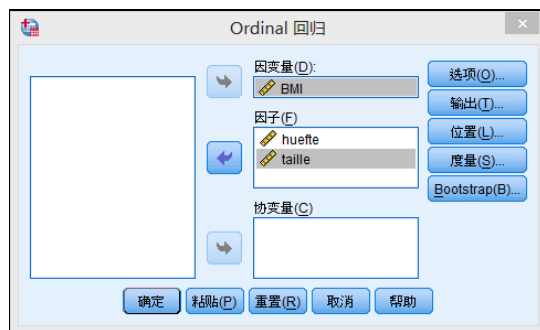 Ordinal 回归
因变量(D):
BMI
因子(F)
huefte
taille
协变量(C)
选项(O)...
输出(T)...
位置(L)...
度量(S)...
Bootstrap(B)...
确定 粘贴(P) 重置(R) 取消 帮助